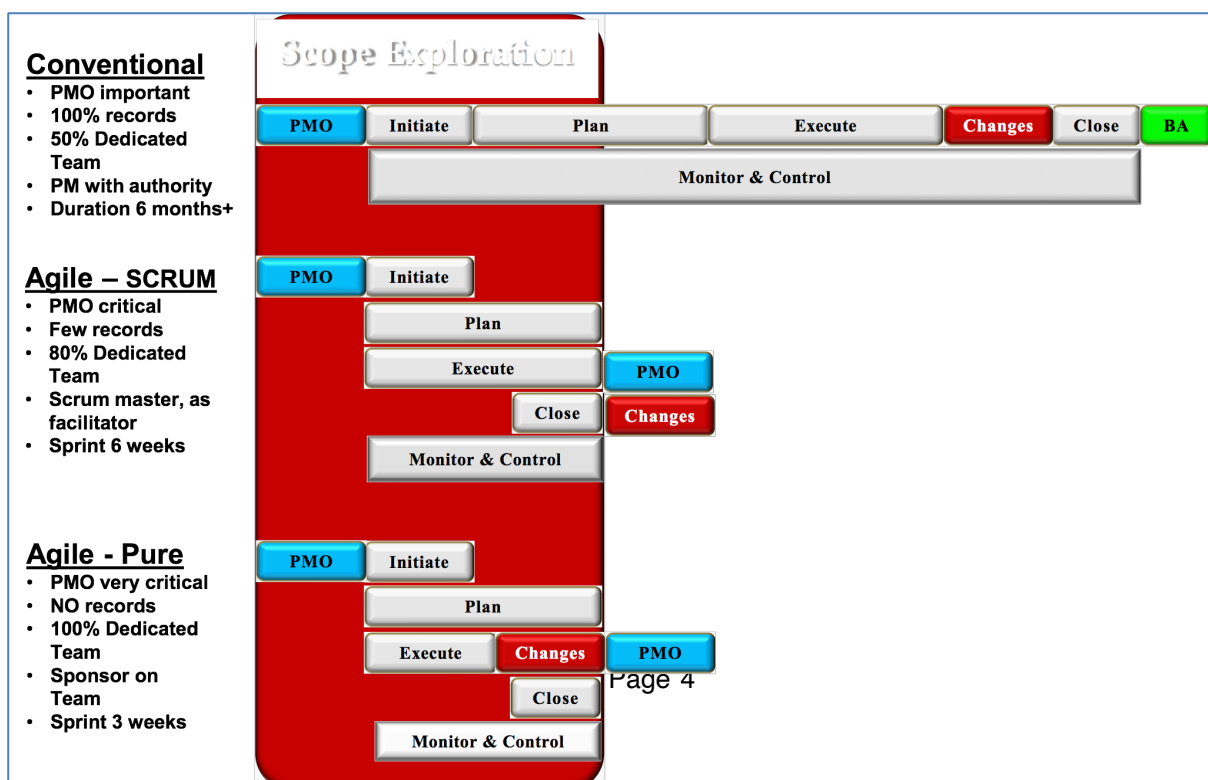 Scope Exploration
Conventional
• PMO important
• 100% records
• 50% Dedicated
Team
• PM with authority
• Duration 6 months+
PMO Initiate Plan Execute Changes Close BA
Monitor & Control
Agile – SCRUM
• PMO critical
• Few records
• 80% Dedicated
Team
• Scrum master, as
facilitator
• Sprint 6 weeks
PMO Initiate
Plan
Execute PMO
Close Changes
Monitor & Control
Agile - Pure
• PMO very critical
• NO records
• 100% Dedicated
Team
• Sponsor on
Team
• Sprint 3 weeks
PMO Initiate
Plan
Execute Changes PMO
Page 4
Close
Monitor & Control